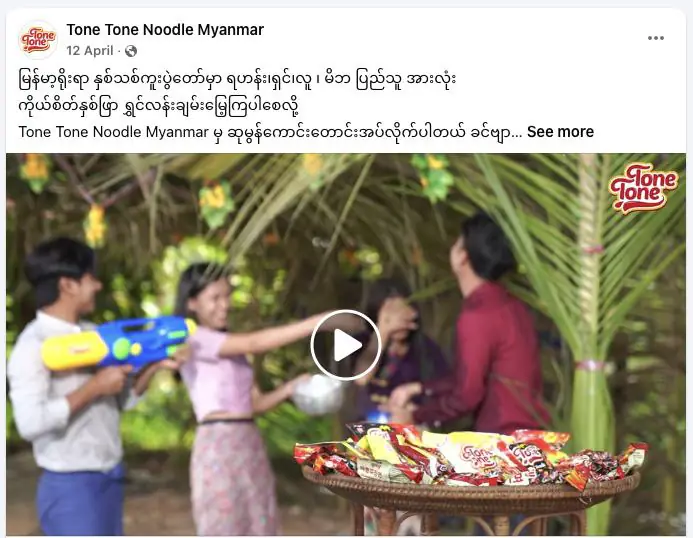 Tone Tone Noodle Myanmar
12 April
မြန်မာ့ရိုးရာ နှစ်သစ်ကူးပွဲတော်မှာ ရဟန်း၊ရှင်၊လူ ၊ မိဘ ပြည်သူ အားလုံး
ကိုယ်စိတ်နှစ်ဖြာ ရွှင်လန်းချမ်းမြေ့ကြပါစေလို့
Tone Tone Noodle Myanmar မှ ဆုမွန်ကောင်းတောင်းအပ်လိုက်ပါတယ် ခင်ဗျာ... See more
Tone
Tone
Tone
Tone
Tone
Tone